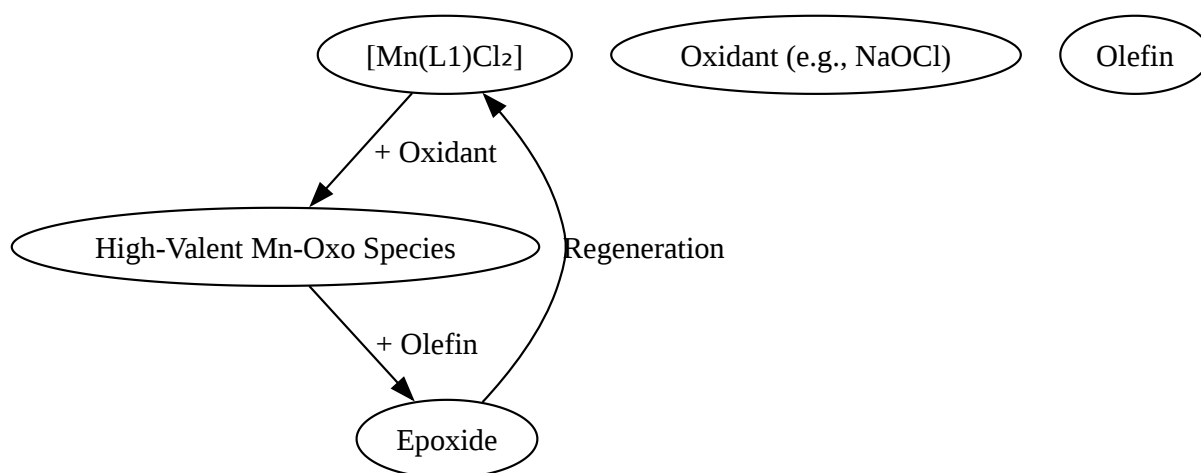 [Mn(L1)Cl₂]
Oxidant (e.g., NaOCl)
Olefin
+ Oxidant
High-Valent Mn-Oxo Species
Regeneration
+ Olefin
Epoxide